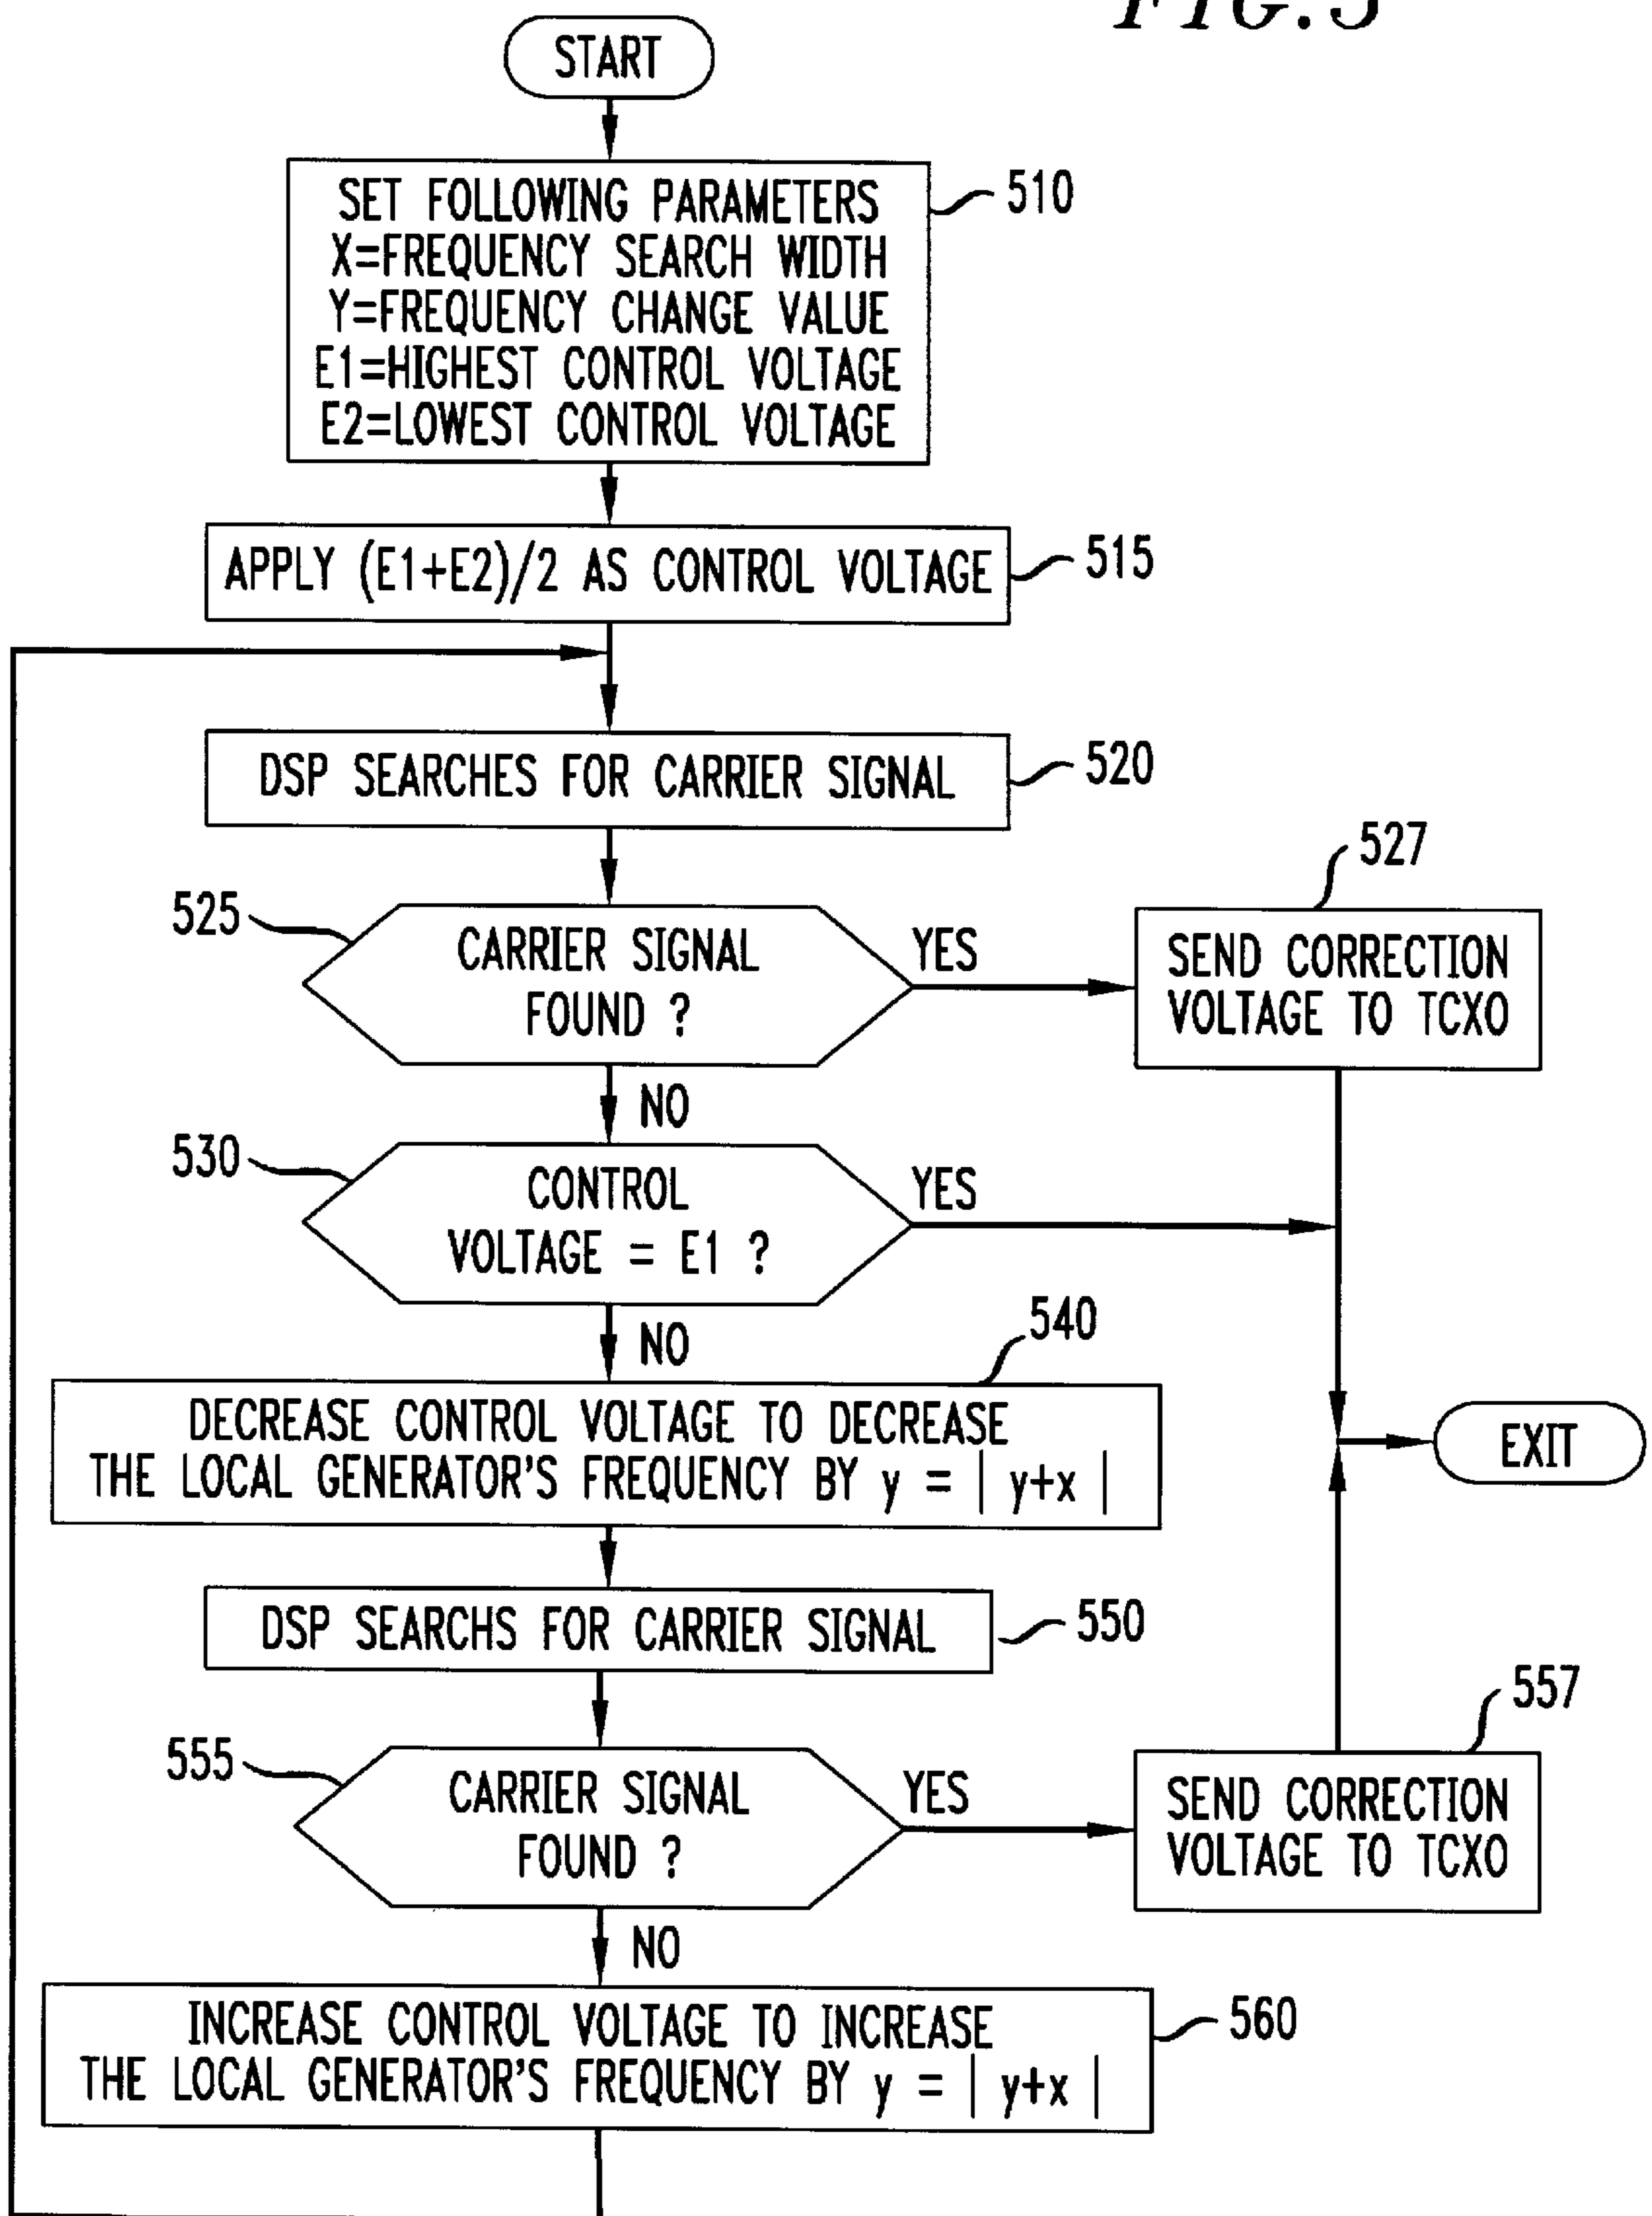 FIG. 5
START
SET FOLLOWING PARAMETERS
X=FREQUENCY SEARCH WIDTH
Y=FREQUENCY CHANGE VALUE
E1=HIGHEST CONTROL VOLTAGE
E2=LOWEST CONTROL VOLTAGE
510
APPLY (E1+E2)/2 AS CONTROL VOLTAGE
515
DSP SEARCHES FOR CARRIER SIGNAL
520
525
CARRIER SIGNAL
FOUND ?
YES
527
SEND CORRECTION
VOLTAGE TO TCXO
NO
530
CONTROL
VOLTAGE = E1 ?
YES
NO
540
DECREASE CONTROL VOLTAGE TO DECREASE
THE LOCAL GENERATOR'S FREQUENCY BY y = | y+x |
EXIT
DSP SEARCHS FOR CARRIER SIGNAL
550
555
CARRIER SIGNAL
FOUND ?
YES
557
SEND CORRECTION
VOLTAGE TO TCXO
NO
INCREASE CONTROL VOLTAGE TO INCREASE
THE LOCAL GENERATOR'S FREQUENCY BY y = | y+x |
560